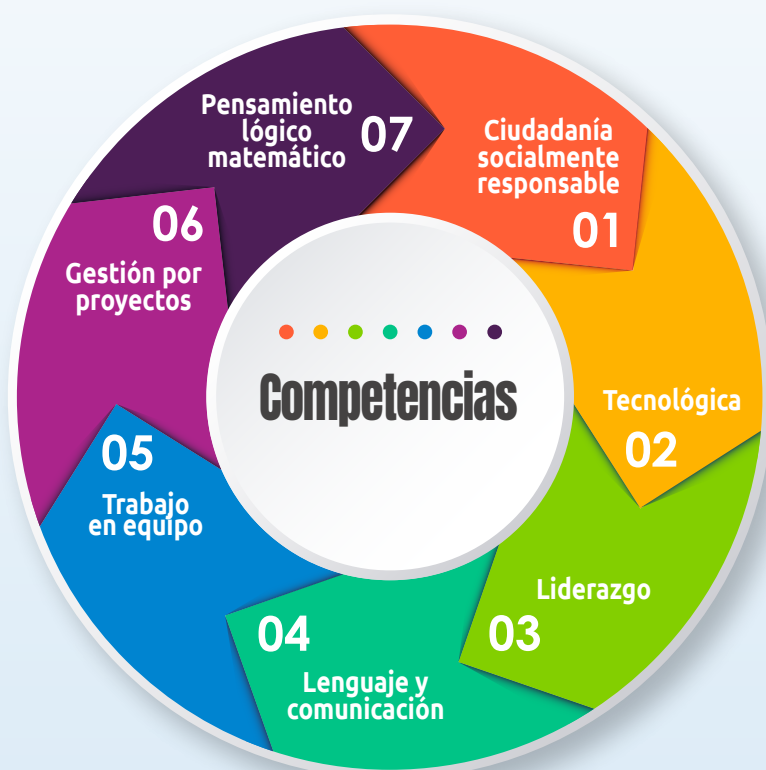 Competencias
Ciudadanía
socialmente
responsable
01
Tecnológica
02
Liderazgo
03
04
Lenguaje y
comunicación
05
Trabajo
en equipo
06
Gestión por
proyectos
Pensamiento
lógico
matemático
07